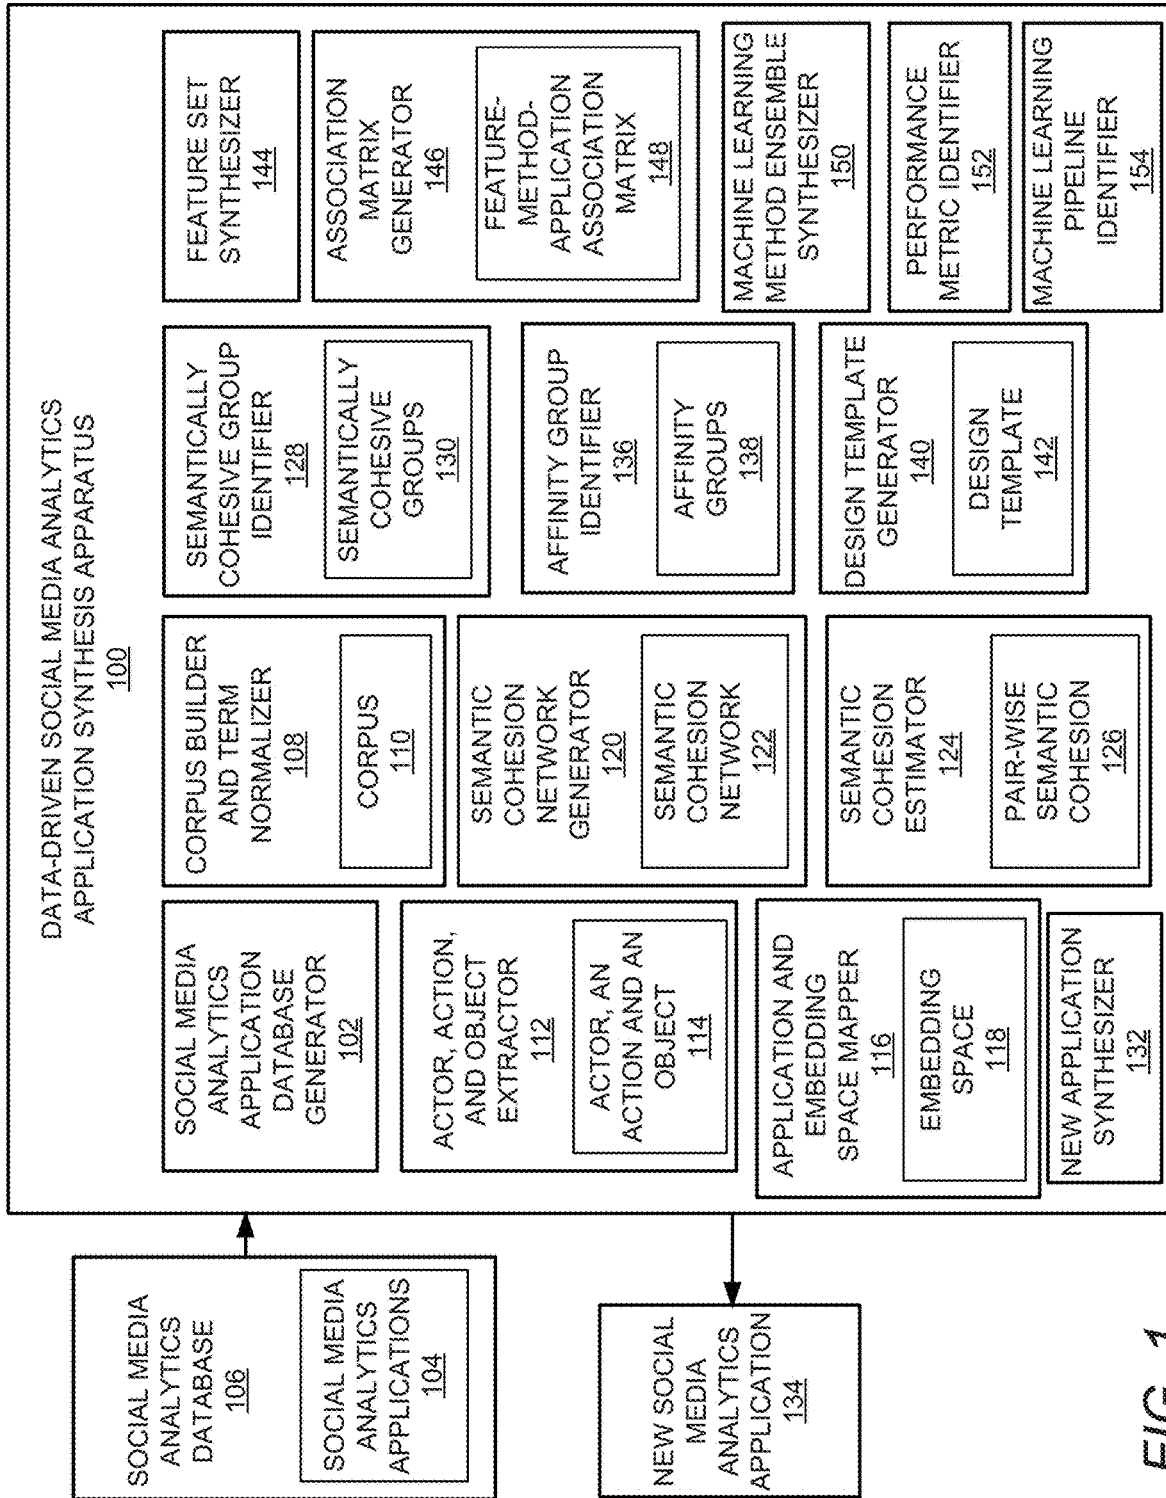 DATA-DRIVEN SOCIAL MEDIA ANALYTICS
APPLICATION SYNTHESIS APPARATUS
100
SOCIAL MEDIA
ANALYTICS
DATABASE
106
SOCIAL MEDIA
ANALYTICS
APPLICATIONS
104
NEW SOCIAL
MEDIA
ANALYTICS
APPLICATION
134
SOCIAL MEDIA
ANALYTICS
APPLICATION
DATABASE
GENERATOR
102
ACTOR, ACTION,
AND OBJECT
EXTRACTOR
112
ACTOR, AN
ACTION AND AN
OBJECT
114
APPLICATION AND
EMBEDDING
SPACE MAPPER
116
EMBEDDING
SPACE
118
NEW APPLICATION
SYNTHESIZER
132
CORPUS BUILDER
AND TERM
NORMALIZER
108
CORPUS
110
SEMANTIC
COHESION
NETWORK
GENERATOR
120
SEMANTIC
COHESION
NETWORK
122
SEMANTIC
COHESION
ESTIMATOR
124
PAIR-WISE
SEMANTIC
COHESION
126
SEMANTICALLY
COHESIVE GROUP
IDENTIFIER
128
SEMANTICALLY
COHESIVE
GROUPS
130
AFFINITY GROUP
IDENTIFIER
136
AFFINITY
GROUPS
138
DESIGN TEMPLATE
GENERATOR
140
DESIGN
TEMPLATE
142
FEATURE SET
SYNTHESIZER
144
ASSOCIATION
MATRIX
GENERATOR
146
FEATURE-
METHOD-
APPLICATION
ASSOCIATION
MATRIX
148
MACHINE LEARNING
METHOD ENSEMBLE
SYNTHESIZER
150
PERFORMANCE
METRIC IDENTIFIER
152
MACHINE LEARNING
PIPELINE
IDENTIFIER
154
FIG. 1